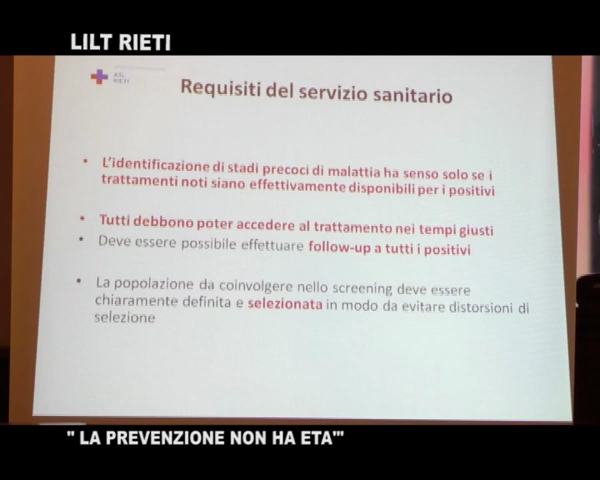 LILT RIETI
ASL
RIETI
Requisiti del servizio sanitario
• L'identificazione di stadi precoci di malattia ha senso solo se i
trattamenti noti siano effettivamente disponibili per i positivi
• Tutti debbono poter accedere al trattamento nei tempi giusti
• Deve essere possibile effettuare follow-up a tutti i positivi
• La popolazione da coinvolgere nello screening deve essere
chiaramente definita e selezionata in modo da evitare distorsioni di
selezione
" LA PREVENZIONE NON HA ETA'"